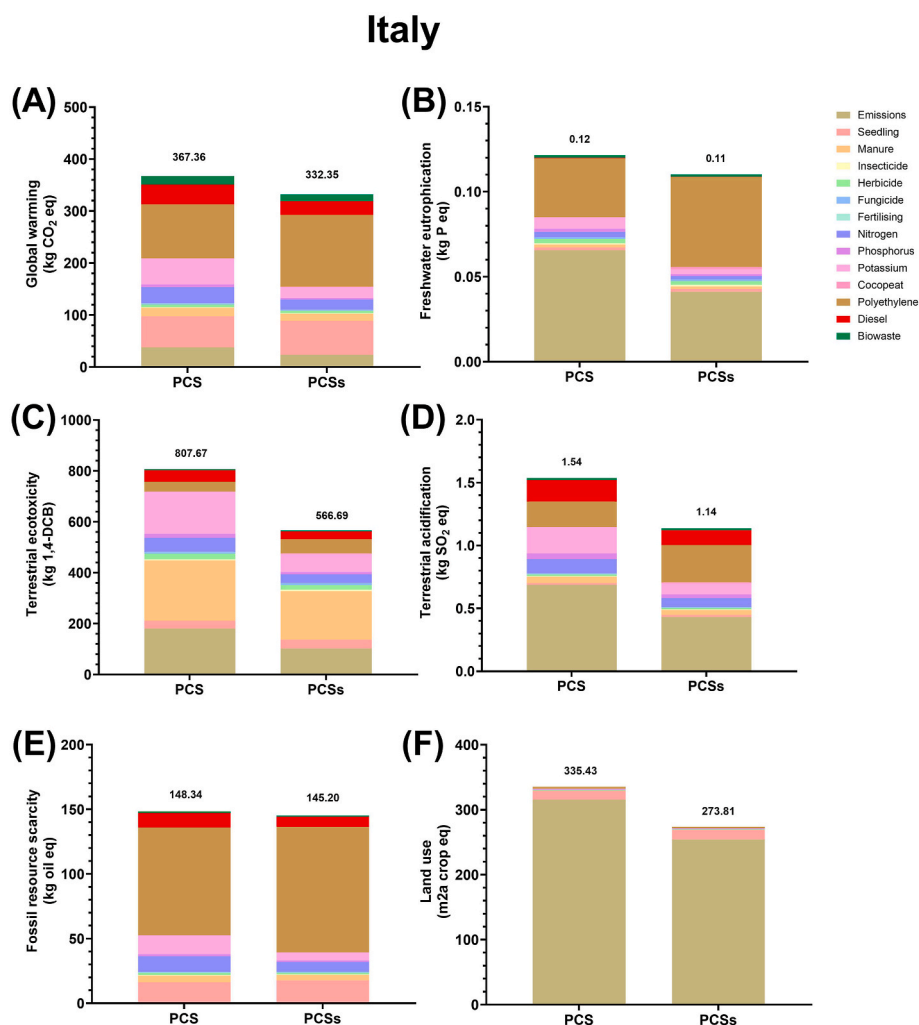 Italy
(A)
Global warming
(kg CO₂ eq)
500
400
300
200
100
0
367.36
332.35
PCS
PCSs
(B)
Freshwater eutrophication
(kg P eq)
0.15
0.10
0.05
0.00
0.12
0.11
PCS
PCSs
Emissions
Seedling
Manure
Insecticide
Herbicide
Fungicide
Fertilising
Nitrogen
Phosphorus
Potassium
Cocopeat
Polyethylene
Diesel
Biowaste
(C)
Terrestrial ecotoxicity
(kg 1,4-DCB)
1000
800
600
400
200
0
807.67
566.69
PCS
PCSs
(D)
Terrestrial acidification
(kg SO₂ eq)
2.0
1.5
1.0
0.5
0.0
1.54
1.14
PCS
PCSs
(E)
Fossil resource scarcity
(kg oil eq)
200
150
100
50
0
148.34
145.20
PCS
PCSs
(F)
Land use
(m2a crop eq)
400
300
200
100
0
335.43
273.81
PCS
PCSs